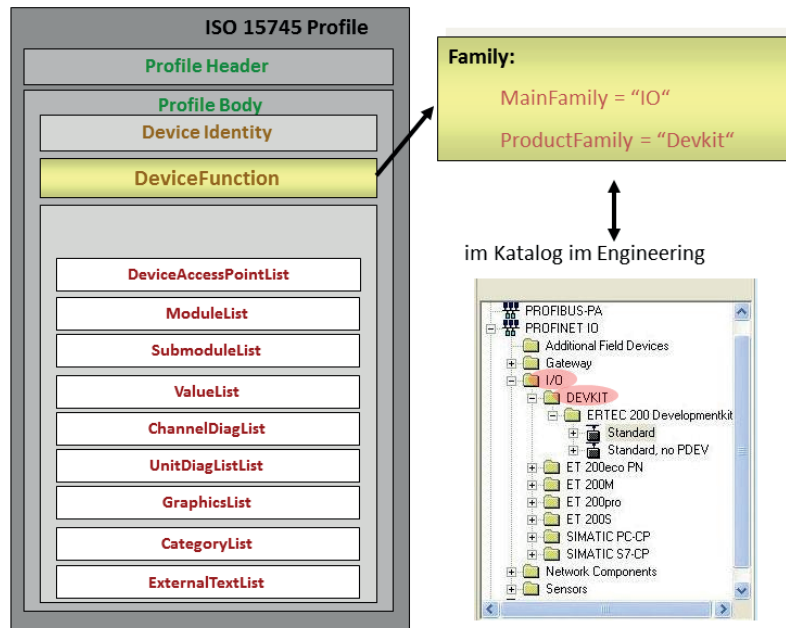 ISO 15745 Profile
Profile Header
Profile Body
Device Identity
DeviceFunction
DeviceAccessPointList
ModuleList
SubmoduleList
ValueList
ChannelDiagList
UnitDiagListList
GraphicsList
CategoryList
ExternalTextList
Family:
MainFamily = “IO“
ProductFamily = “Devkit“
im Katalog im Engineering
PROFIBUS-PA
PROFINET IO
Additional Field Devices
Gateway
I/O
DEVKIT
ERTEC 200 Developmentkit
Standard
Standard, no PDEV
ET 200eco PN
ET 200M
ET 200pro
ET 200S
SIMATIC PC-CP
SIMATIC S7-CP
Network Components
Sensors